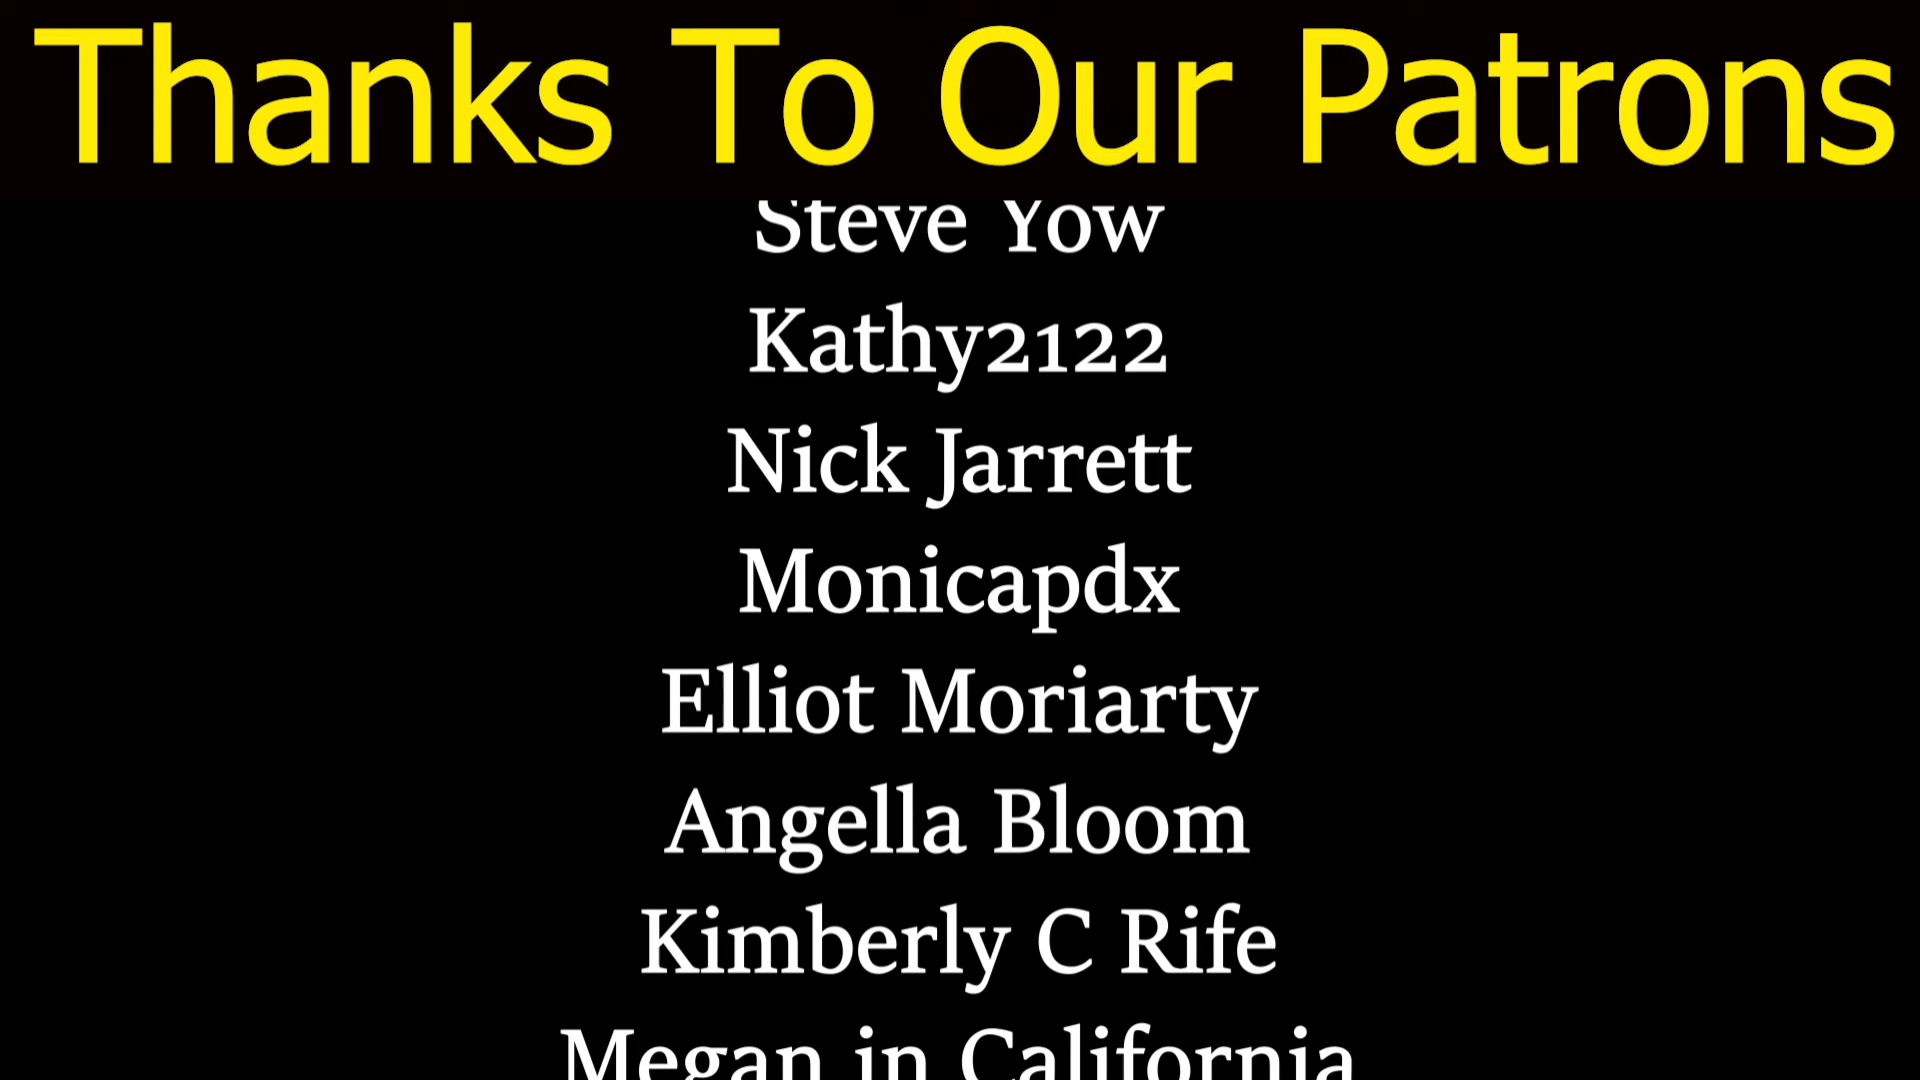 Thanks To Our Patrons
Steve Yow
Kathy2122
Nick Jarrett
Monicapdx
Elliot Moriarty
Angella Bloom
Kimberly C Rife
Megan in California